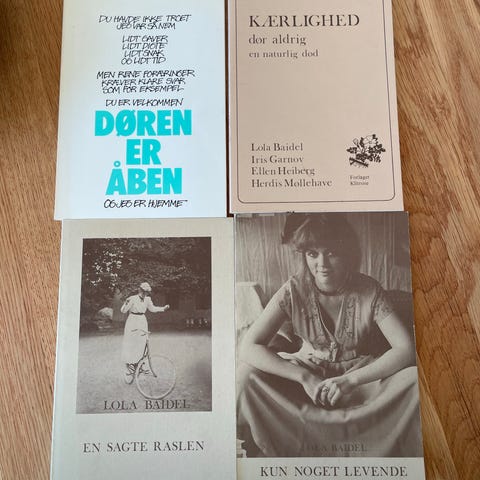 DU HAVDE IKKE TROET
JEG VAR SÅ NEM
LIDT GAVER
LIDT DIGTE
LIDT SNAK
OG LIDT TID
MEN RENE FORÆRINGER
KRÆVER KLARE SVAR
SOM FOR EKSEMPEL
DU ER VELKOMMEN
DØREN
ER
ÅBEN
OG JEG ER HJEMME
KÆRLIGHED
dør aldrig
en naturlig død
Lola Baidel
Iris Garnov
Ellen Heiberg
Herdis Møllehave
Forlaget
Klitrose
LOLA BAIDEL
EN SAGTE RASLEN
LOLA BAIDEL
KUN NOGET LEVENDE